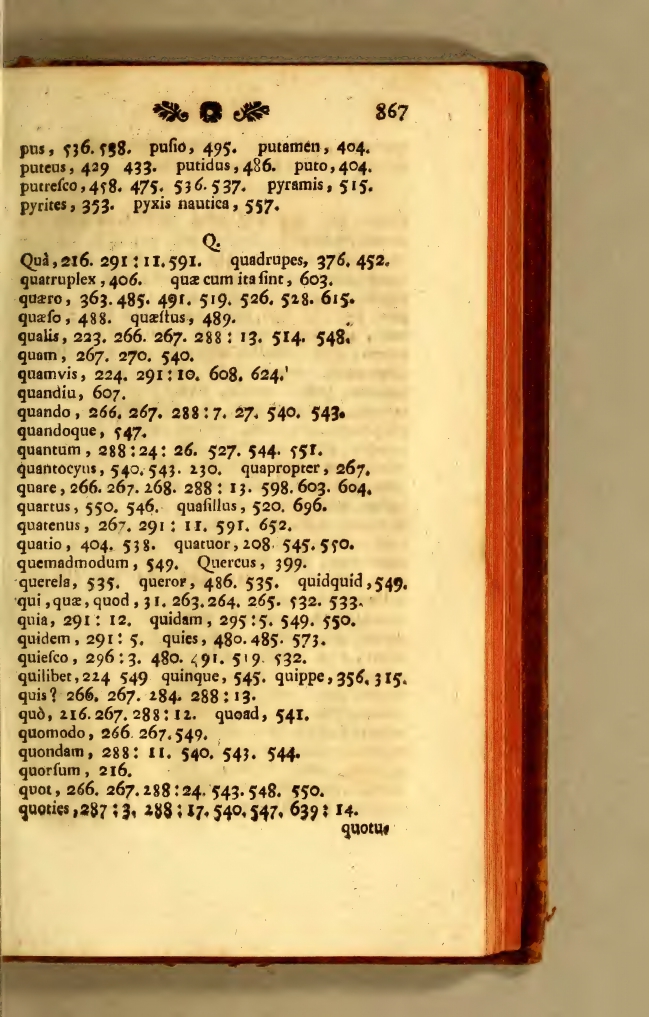 867
pus, 536. 538. puſio, 495. putamen, 404.
puteus, 429 433. putidus, 486. puto, 404.
putreſco, 458. 475. 536. 537. pyramis, 515.
pyrites, 353. pyxis nautica, 557.
Q.
Quà, 216. 291 : 11. 591. quadrupes, 376. 452.
quatruplex, 406. quæ cum ita ſint, 603.
quæro, 363. 485. 491. 519. 526. 528. 615.
quæſo, 488. quæſtus, 489.
qualis, 223. 266. 267. 288 : 13. 514. 548.
quam, 267. 270. 540.
quamvis, 224. 291 : 10. 608. 624.
quandiu, 607.
quando, 266. 267. 288 : 7. 27. 540. 543.
quandoque, 547.
quantum, 288 : 24 : 26. 527. 544. 551.
quantocyus, 540. 543. 230. quapropter, 267.
quare, 266. 267. 268. 288 : 13. 598. 603. 604.
quartus, 550. 546. quaſillus, 520. 696.
quatenus, 267. 291 : 11. 591. 652.
quatio, 404. 538. quatuor, 208. 545. 550.
quemadmodum, 549. Quercus, 399.
querela, 535. queror, 486. 535. quidquid, 549.
qui, quæ, quod, 31. 263. 264. 265. 532. 533.
quia, 291 : 12. quidam, 295 : 5. 549. 550.
quidem, 291 : 5. quies, 480. 485. 573.
quieſco, 296 : 3. 480. 491. 519. 532.
quilibet, 224 549 quinque, 545. quippe, 356. 315.
quis? 266. 267. 284. 288 : 13.
quò, 216. 267. 288 : 12. quoad, 541.
quomodo, 266. 267. 549.
quondam, 288 : 11. 540. 543. 544.
quorſum, 216.
quot, 266. 267. 288 : 24. 543. 548. 550.
quoties, 287 : 3. 288 : 17. 540. 547. 639 : 14.
quotus